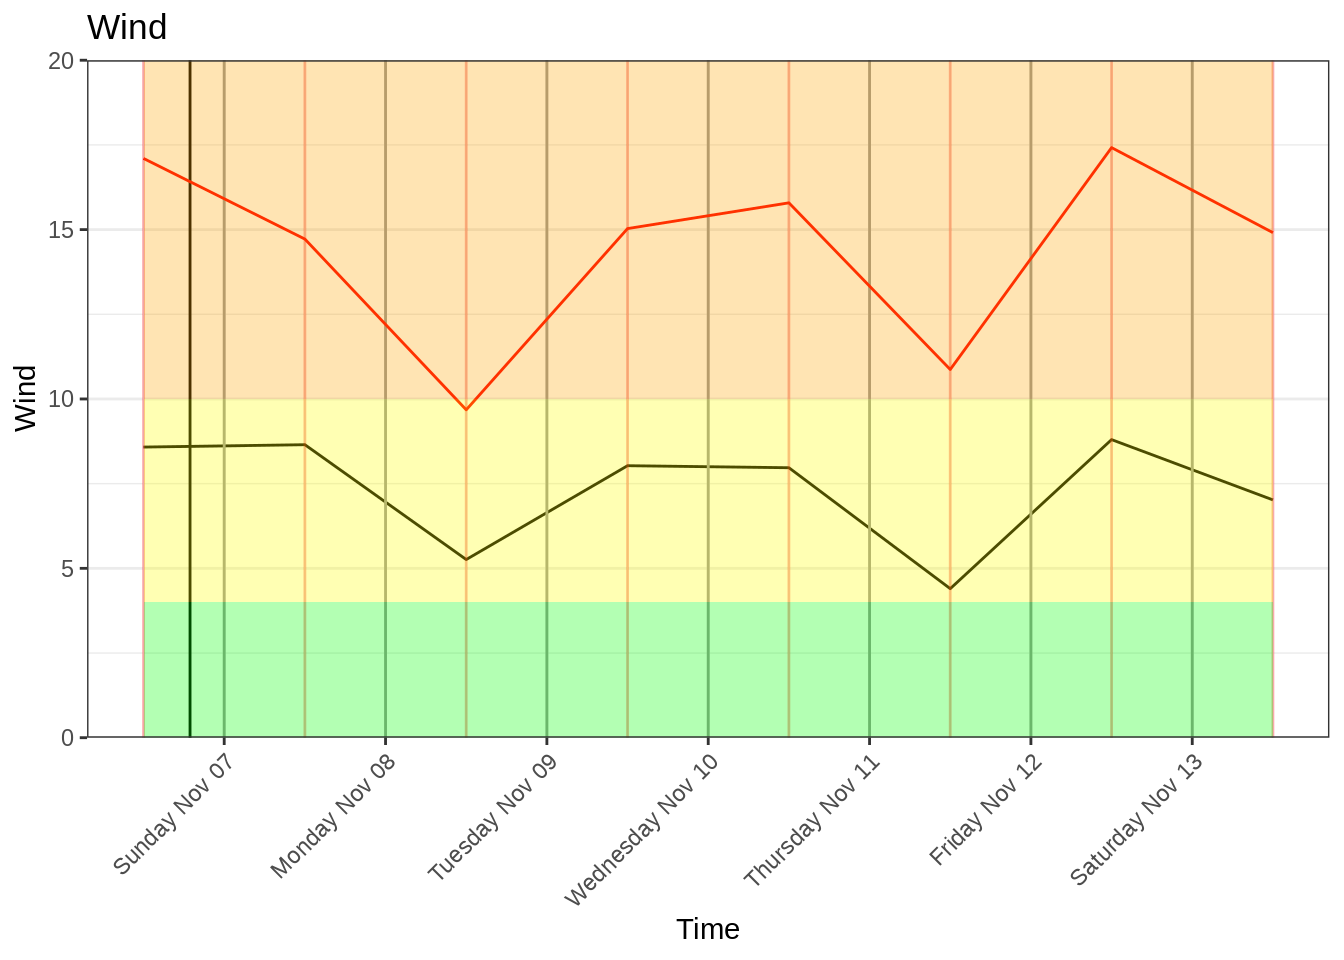 Wind
20
15
10
5
0
Wind
Sunday Nov 07
Monday Nov 08
Tuesday Nov 09
Wednesday Nov 10
Thursday Nov 11
Friday Nov 12
Saturday Nov 13
Time